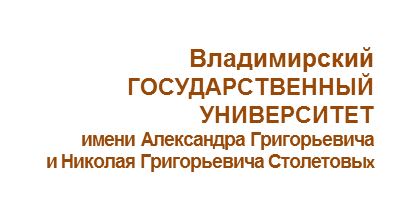 Владимирский
ГОСУДАРСТВЕННЫЙ
УНИВЕРСИТЕТ
имени Александра Григорьевича
и Николая Григорьевича Столетовых